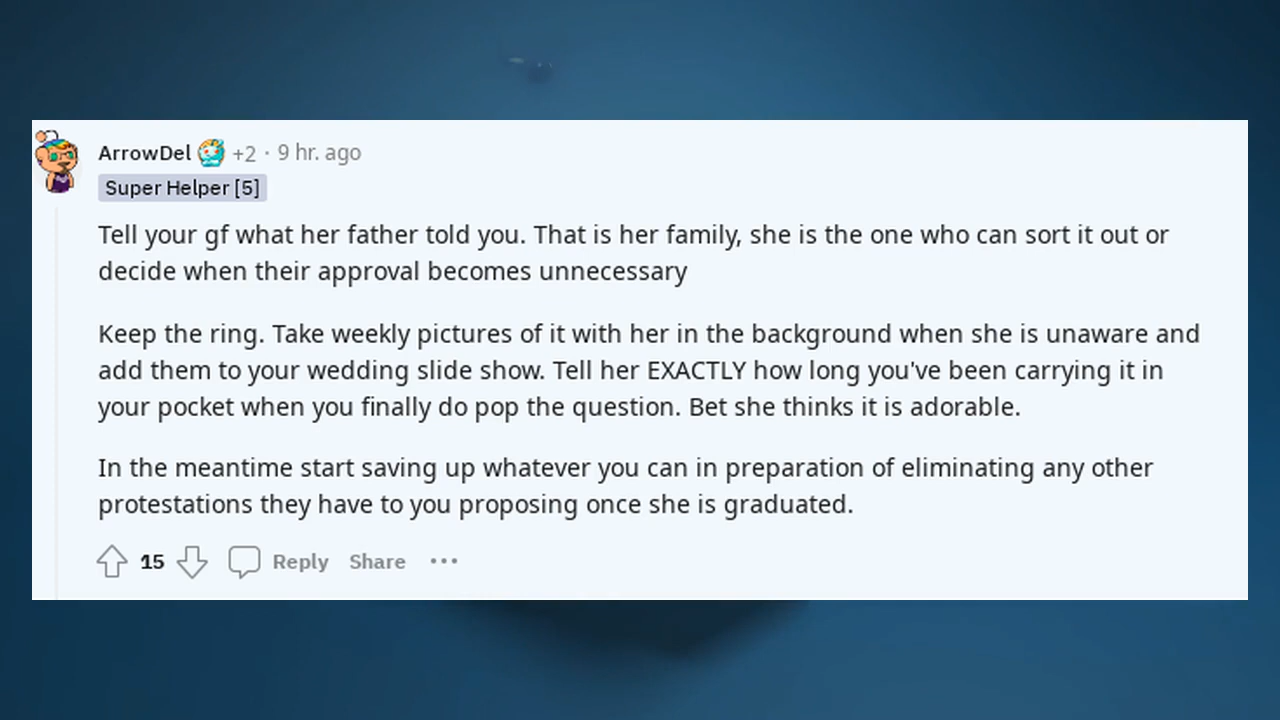 ArrowDel +2 · 9 hr. ago
Super Helper [5]
Tell your gf what her father told you. That is her family, she is the one who can sort it out or
decide when their approval becomes unnecessary
Keep the ring. Take weekly pictures of it with her in the background when she is unaware and
add them to your wedding slide show. Tell her EXACTLY how long you've been carrying it in
your pocket when you finally do pop the question. Bet she thinks it is adorable.
In the meantime start saving up whatever you can in preparation of eliminating any other
protestations they have to you proposing once she is graduated.
15 Reply Share •••